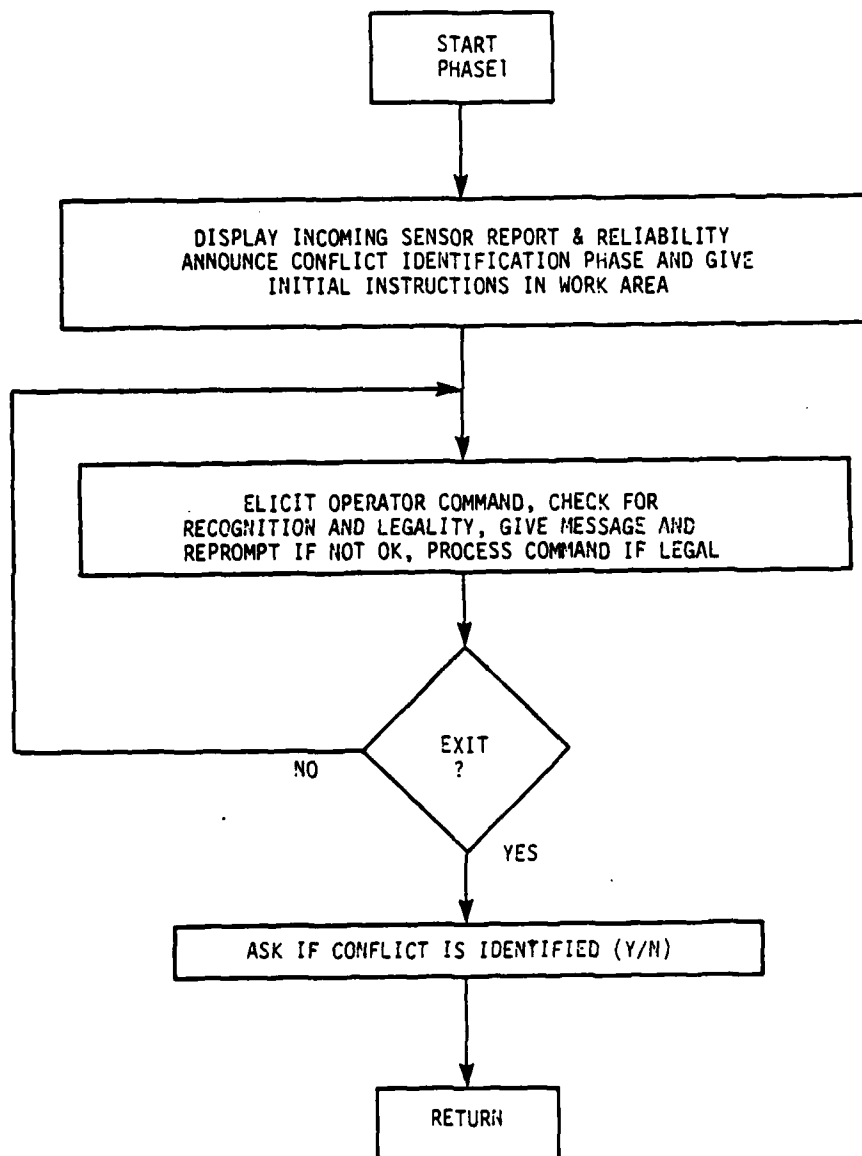 START
PHASE1
DISPLAY INCOMING SENSOR REPORT & RELIABILITY
ANNOUNCE CONFLICT IDENTIFICATION PHASE AND GIVE
INITIAL INSTRUCTIONS IN WORK AREA
ELICIT OPERATOR COMMAND, CHECK FOR
RECOGNITION AND LEGALITY, GIVE MESSAGE AND
REPROMPT IF NOT OK, PROCESS COMMAND IF LEGAL
EXIT
?
NO
YES
ASK IF CONFLICT IS IDENTIFIED (Y/N)
RETURN